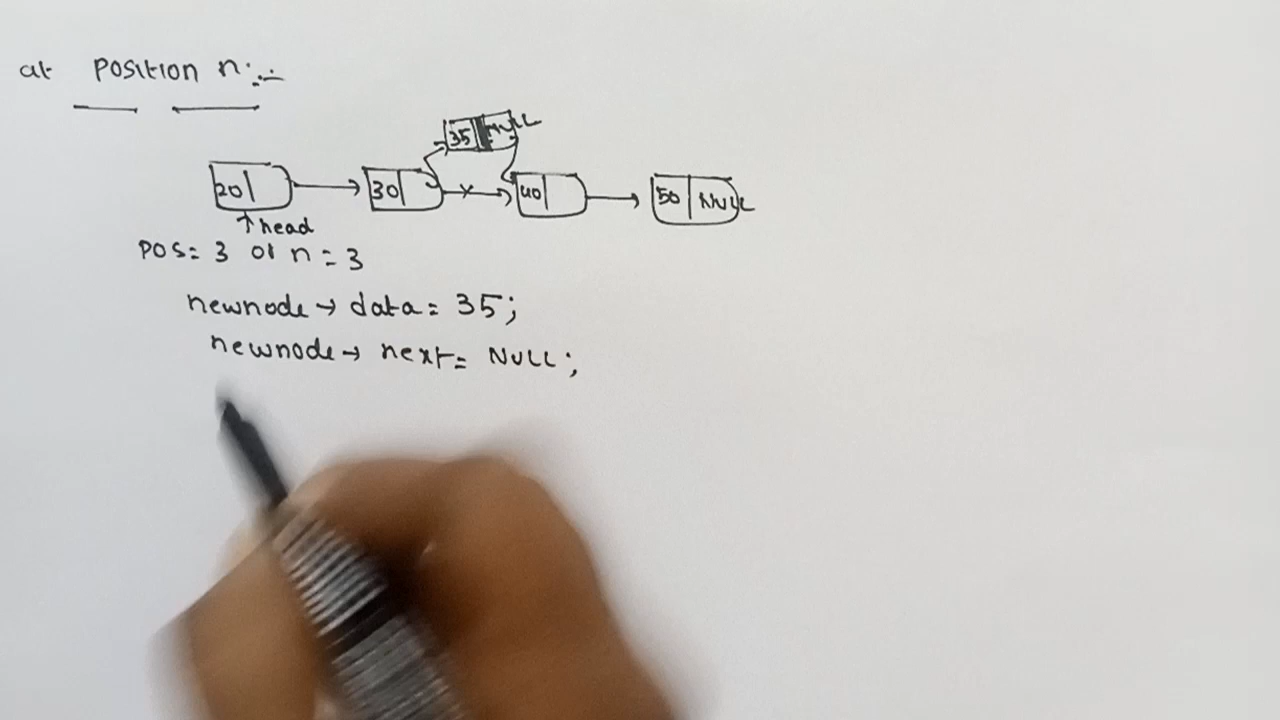 at position n:-
35 NULL
20 30 40 50 NULL
head
pos= 3 or n = 3
newnode → data = 35;
newnode → next = NULL;